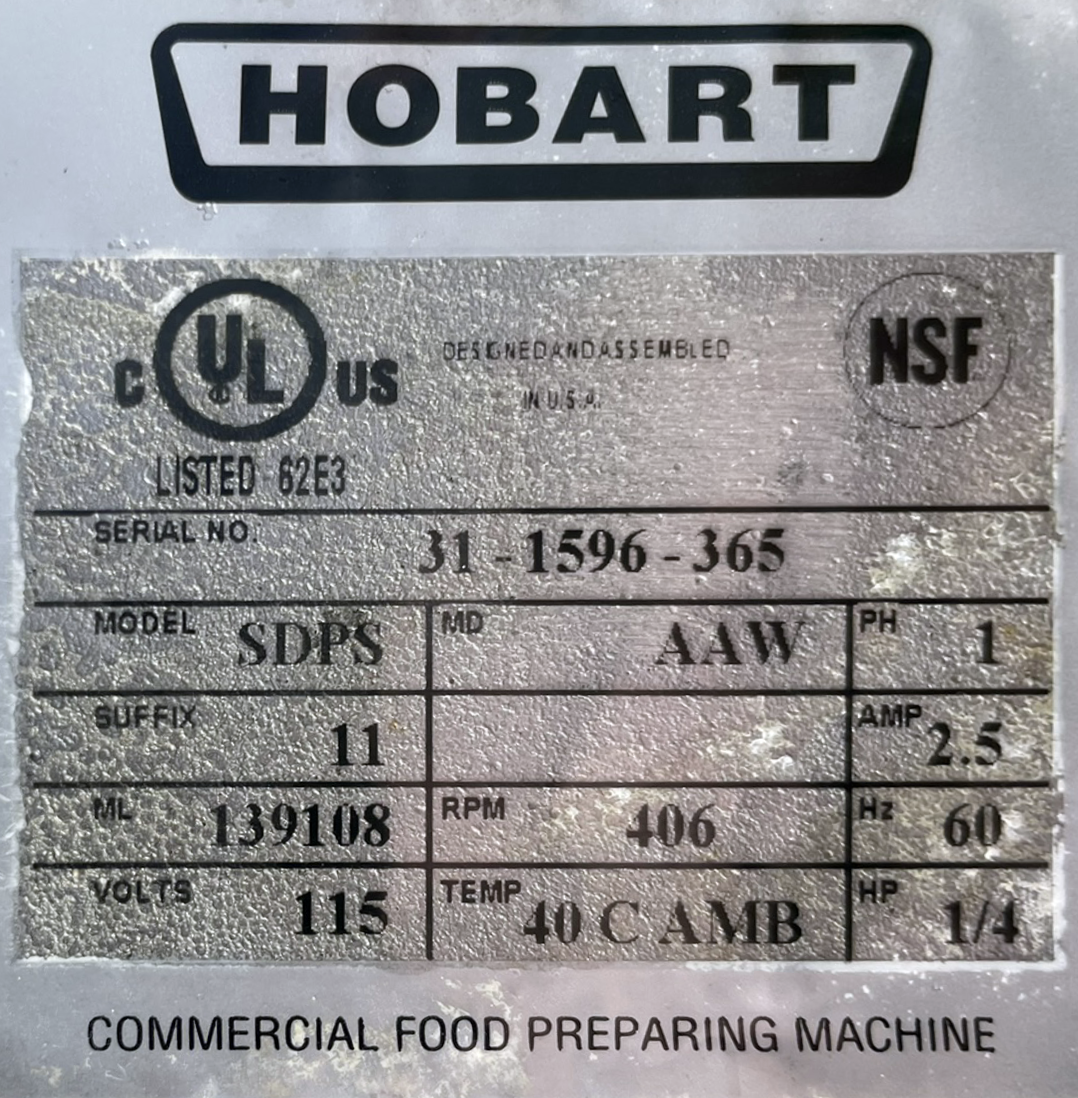 HOBART
C UL US
DESIGNEDANDASSEMBLED
IN U.S.A.
NSF
LISTED 62E3
SERIAL NO. 31 - 1596 - 365
MODEL SDPS MD AAW PH 1
SUFFIX 11 AMP 2.5
ML 139108 RPM 406 Hz 60
VOLTS 115 TEMP 40 C AMB HP 1/4
COMMERCIAL FOOD PREPARING MACHINE